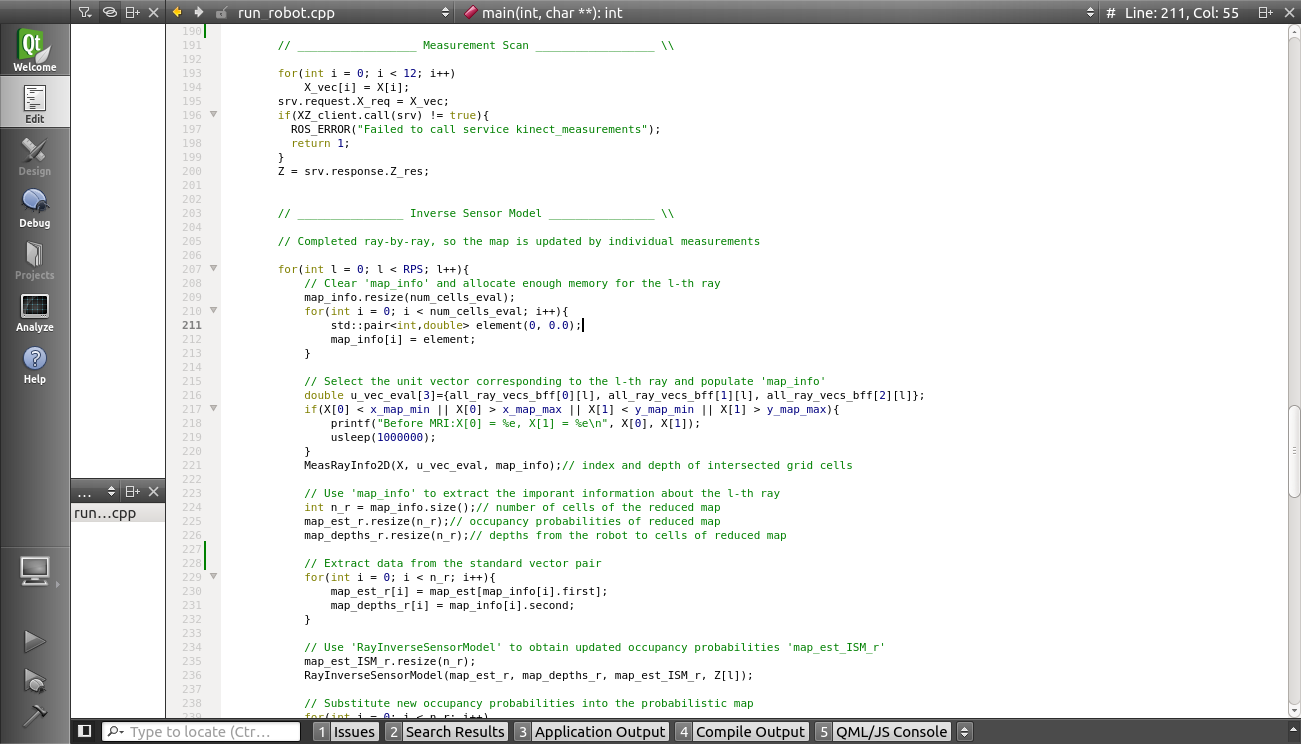 run_robot.cpp
main(int, char **): int
# Line: 211, Col: 55
Qt
Welcome
Edit
Design
Debug
Projects
Analyze
Help
...
run...cpp
190
191 // __________________ Measurement Scan __________________ \\
192
193 for(int i = 0; i < 12; i++)
194 X_vec[i] = X[i];
195 srv.request.X_req = X_vec;
196 if(XZ_client.call(srv) != true){
197 ROS_ERROR("Failed to call service kinect_measurements");
198 return 1;
199 }
200 Z = srv.response.Z_res;
201
202
203 // ________________ Inverse Sensor Model ________________ \\
204
205 // Completed ray-by-ray, so the map is updated by individual measurements
206
207 for(int l = 0; l < RPS; l++){
208 // Clear 'map_info' and allocate enough memory for the l-th ray
209 map_info.resize(num_cells_eval);
210 for(int i = 0; i < num_cells_eval; i++){
211 std::pair<int,double> element(0, 0.0);
212 map_info[i] = element;
213 }
214
215 // Select the unit vector corresponding to the l-th ray and populate 'map_info'
216 double u_vec_eval[3]={all_ray_vecs_bff[0][l], all_ray_vecs_bff[1][l], all_ray_vecs_bff[2][l]};
217 if(X[0] < x_map_min || X[0] > x_map_max || X[1] < y_map_min || X[1] > y_map_max){
218 printf("Before MRI:X[0] = %e, X[1] = %e\n", X[0], X[1]);
219 usleep(1000000);
220 }
221 MeasRayInfo2D(X, u_vec_eval, map_info);// index and depth of intersected grid cells
222
223 // Use 'map_info' to extract the imporant information about the l-th ray
224 int n_r = map_info.size();// number of cells of the reduced map
225 map_est_r.resize(n_r);// occupancy probabilities of reduced map
226 map_depths_r.resize(n_r);// depths from the robot to cells of reduced map
227
228 // Extract data from the standard vector pair
229 for(int i = 0; i < n_r; i++){
230 map_est_r[i] = map_est[map_info[i].first];
231 map_depths_r[i] = map_info[i].second;
232 }
233
234 // Use 'RayInverseSensorModel' to obtain updated occupancy probabilities 'map_est_ISM_r'
235 map_est_ISM_r.resize(n_r);
236 RayInverseSensorModel(map_est_r, map_depths_r, map_est_ISM_r, Z[l]);
237
238 // Substitute new occupancy probabilities into the probabilistic map
239 for(int i = 0; i < n_r; i++)
Type to locate (Ctr...
1 Issues
2 Search Results
3 Application Output
4 Compile Output
5 QML/JS Console